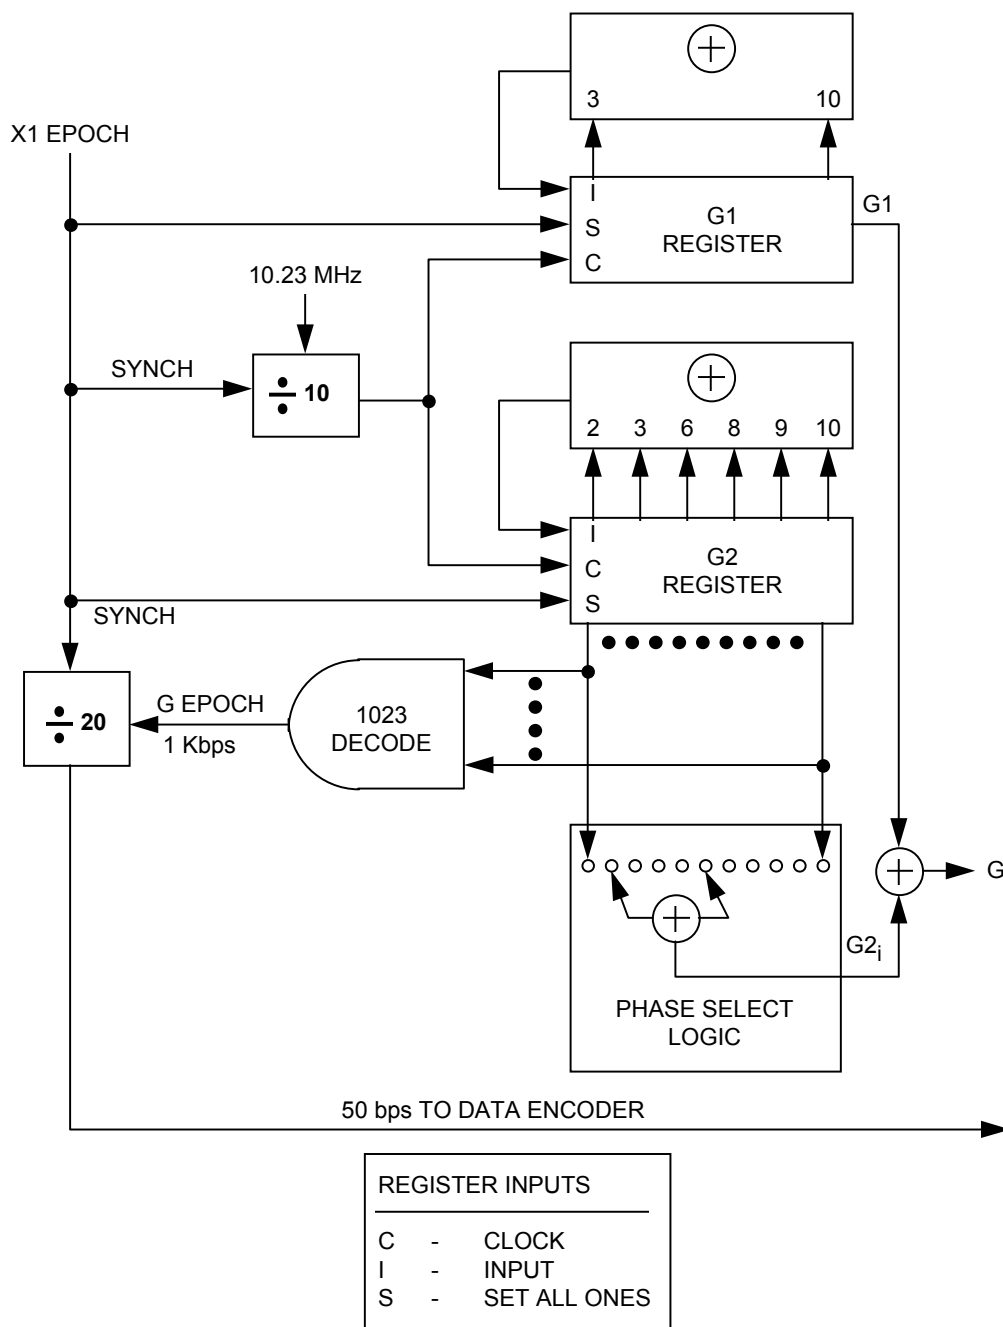 3 10
X1 EPOCH
I
G1
S
G1
REGISTER
C
10.23 MHz
SYNCH
÷ 10
2 3 6 8 9 10
I
C
G2
REGISTER
S
SYNCH
G EPOCH
1 Kbps
÷ 20
1023
DECODE
G
G2i
PHASE SELECT
LOGIC
50 bps TO DATA ENCODER
REGISTER INPUTS
C - CLOCK
I - INPUT
S - SET ALL ONES